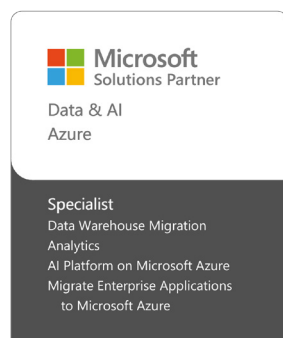 Microsoft
Solutions Partner
Data & AI
Azure
Specialist
Data Warehouse Migration
Analytics
AI Platform on Microsoft Azure
Migrate Enterprise Applications
to Microsoft Azure